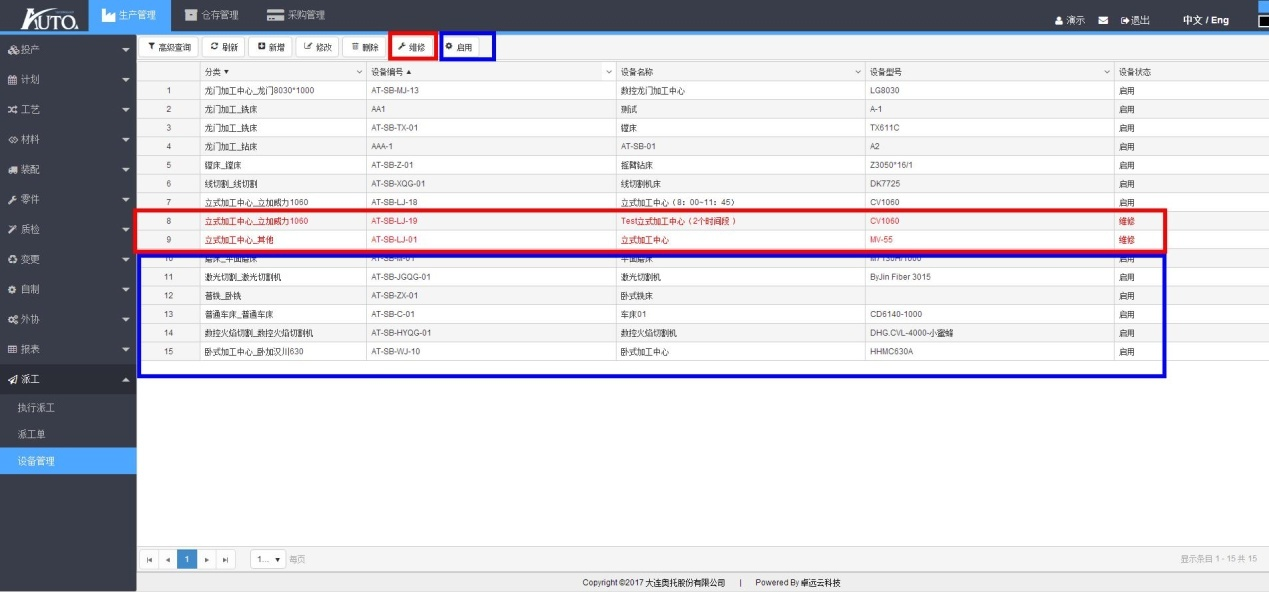 AUTO 生产管理 仓存管理 采购管理 演示 退出 中文 / Eng
投产 高级查询 刷新 新增 修改 删除 维修 启用
分类 设备编号 设备名称 设备型号 设备状态
计划
工艺
材料
装配
零件
质检
变更
自制
外协
报表
派工
执行派工
派工单
设备管理
1 龙门加工中心_龙门8030*1000 AT-SB-MJ-13 数控龙门加工中心 LG8030 启用
2 龙门加工_铣床 AA1 测试 A-1 启用
3 龙门加工_铣床 AT-SB-TX-01 镗床 TX611C 启用
4 龙门加工_钻床 AAA-1 AT-SB-01 A2 启用
5 镗床_镗床 AT-SB-Z-01 摇臂钻床 Z3050*16/1 启用
6 线切割_线切割 AT-SB-XQG-01 线切割机床 DK7725 启用
7 立式加工中心_立加威力1060 AT-SB-LJ-18 立式加工中心（8：00~11：45） CV1060 启用
8 立式加工中心_立加威力1060 AT-SB-LJ-19 Test立式加工中心（2个时间段 ） CV1060 维修
9 立式加工中心_其他 AT-SB-LJ-01 立式加工中心 MV-55 维修
10 磨床_平面磨床 AT-SB-M-01 平面磨床 M7130H/1000 启用
11 激光切割_激光切割机 AT-SB-JGQG-01 激光切割机 ByJin Fiber 3015 启用
12 普铣_卧铣 AT-SB-ZX-01 卧式铣床 启用
13 普通车床_普通车床 AT-SB-C-01 车床01 CD6140-1000 启用
14 数控火焰切割_数控火焰切割机 AT-SB-HYQG-01 数控火焰切割机 DHG.CVL-4000-小蜜蜂 启用
15 卧式加工中心_卧加汉川630 AT-SB-WJ-10 卧式加工中心 HHMC630A 启用
1 1... 每页 显示条目 1 - 15 共 15
Copyright ©2017 大连奥托股份有限公司 | Powered By 卓远云科技